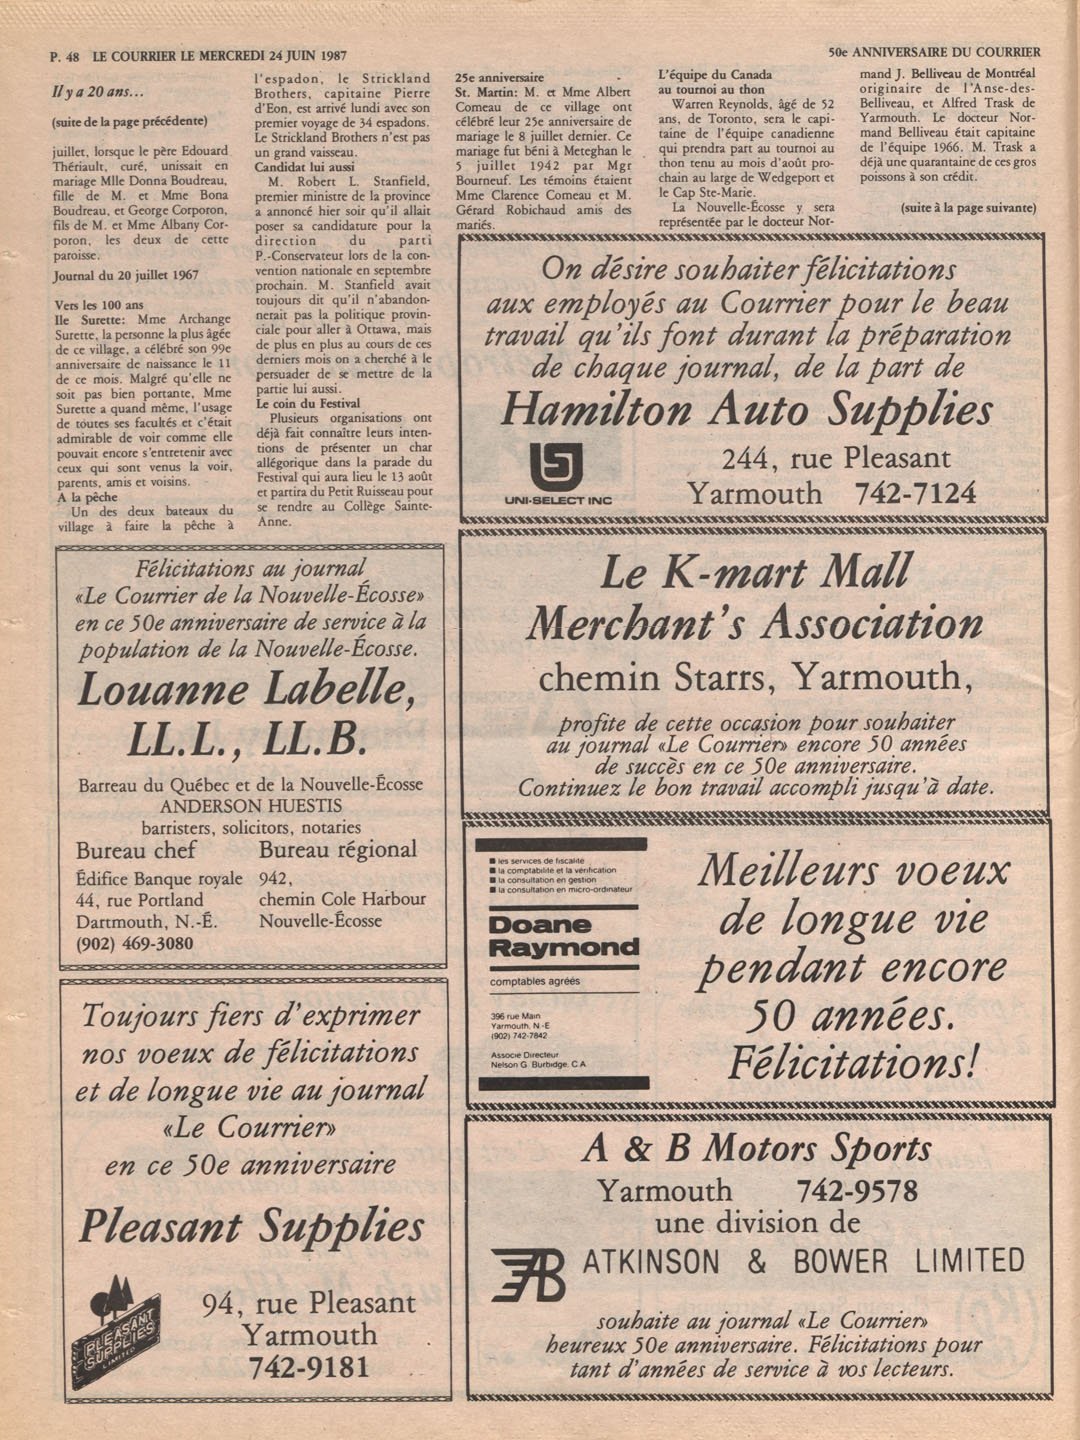 P. 48 LE COURRIER LE MERCREDI 24 JUIN 1987
50e ANNIVERSAIRE DU COURRIER
Il y a 20 ans...
(suite de la page précédente)
juillet, lorsque le père Edouard
Thériault, curé, unissait en
mariage Mlle Donna Boudreau,
fille de M. et Mme Bona
Boudreau, et George Corporon,
fils de M. et Mme Albany Cor-
poron, les deux de cette
paroisse.
Journal du 20 juillet 1967
Vers les 100 ans
Ile Surette: Mme Archange
Surette, la personne la plus âgée
de ce village, a célébré son 99e
anniversaire de naissance le 11
de ce mois. Malgré qu'elle ne
soit pas bien portante, Mme
Surette a quand même, l'usage
de toutes ses facultés et c'était
admirable de voir comme elle
pouvait encore s'entretenir avec
ceux qui sont venus la voir,
parents, amis et voisins.
A la pêche
Un des deux bateaux du
village à faire la pêche à
l'espadon, le Strickland
Brothers, capitaine Pierre
d'Eon, est arrivé lundi avec son
premier voyage de 34 espadons.
Le Strickland Brothers n'est pas
un grand vaisseau.
Candidat lui aussi
M. Robert L. Stanfield,
premier ministre de la province
a annoncé hier soir qu'il allait
poser sa candidature pour la
direction du parti
P.-Conservateur lors de la con-
vention nationale en septembre
prochain. M. Stanfield avait
toujours dit qu'il n'abandon-
nerait pas la politique provin-
ciale pour aller à Ottawa, mais
de plus en plus au cours de ces
derniers mois on a cherché à le
persuader de se mettre de la
partie lui aussi.
Le coin du Festival
Plusieurs organisations ont
déjà fait connaître leurs inten-
tions de présenter un char
allégorique dans la parade du
Festival qui aura lieu le 13 août
et partira du Petit Ruisseau pour
se rendre au Collège Sainte-
Anne.
25e anniversaire
St. Martin: M. et Mme Albert
Comeau de ce village ont
célébré leur 25e anniversaire de
mariage le 8 juillet dernier. Ce
mariage fut béni à Meteghan le
5 juillet 1942 par Mgr
Bourneuf. Les témoins étaient
Mme Clarence Comeau et M.
Gérard Robichaud amis des
mariés.
L'équipe du Canada
au tournoi au thon
Warren Reynolds, âgé de 52
ans, de Toronto, sera le capi-
taine de l'équipe canadienne
qui prendra part au tournoi au
thon tenu au mois d'août pro-
chain au large de Wedgeport et
le Cap Ste-Marie.
La Nouvelle-Écosse y sera
représentée par le docteur Nor-
mand J. Belliveau de Montréal
originaire de l'Anse-des-
Belliveau, et Alfred Trask de
Yarmouth. Le docteur Nor-
mand Belliveau était capitaine
de l'équipe 1966. M. Trask a
déjà une quarantaine de ces gros
poissons à son crédit.
(suite à la page suivante)
On désire souhaiter félicitations
aux employés au Courrier pour le beau
travail qu'ils font durant la préparation
de chaque journal, de la part de
Hamilton Auto Supplies
UNI-SELECT INC
244, rue Pleasant
Yarmouth 742-7124
Le K-mart Mall
Merchant's Association
chemin Starrs, Yarmouth,
profite de cette occasion pour souhaiter
au journal «Le Courrier» encore 50 années
de succès en ce 50e anniversaire.
Continuez le bon travail accompli jusqu'à date.
Félicitations au journal
«Le Courrier de la Nouvelle-Écosse»
en ce 50e anniversaire de service à la
population de la Nouvelle-Écosse.
Louanne Labelle,
LL.L., LL.B.
Barreau du Québec et de la Nouvelle-Écosse
ANDERSON HUESTIS
barristers, solicitors, notaries
Bureau chef Bureau régional
Édifice Banque royale 942,
44, rue Portland chemin Cole Harbour
Dartmouth, N.-É. Nouvelle-Écosse
(902) 469-3080
les services de fiscalité
la comptabilité et la vérification
la consultation en gestion
la consultation en micro-ordinateur
Doane
Raymond
comptables agréés
396 rue Main
Yarmouth, N.-E
(902) 742-7842
Associé Directeur
Nelson G. Burbidge, C.A.
Meilleurs voeux
de longue vie
pendant encore
50 années.
Félicitations!
Toujours fiers d'exprimer
nos voeux de félicitations
et de longue vie au journal
«Le Courrier»
en ce 50e anniversaire
Pleasant Supplies
PLEASANT
SUPPLIES
LIMITED
94, rue Pleasant
Yarmouth
742-9181
A & B Motors Sports
Yarmouth 742-9578
une division de
AB ATKINSON & BOWER LIMITED
souhaite au journal «Le Courrier»
heureux 50e anniversaire. Félicitations pour
tant d'années de service à vos lecteurs.